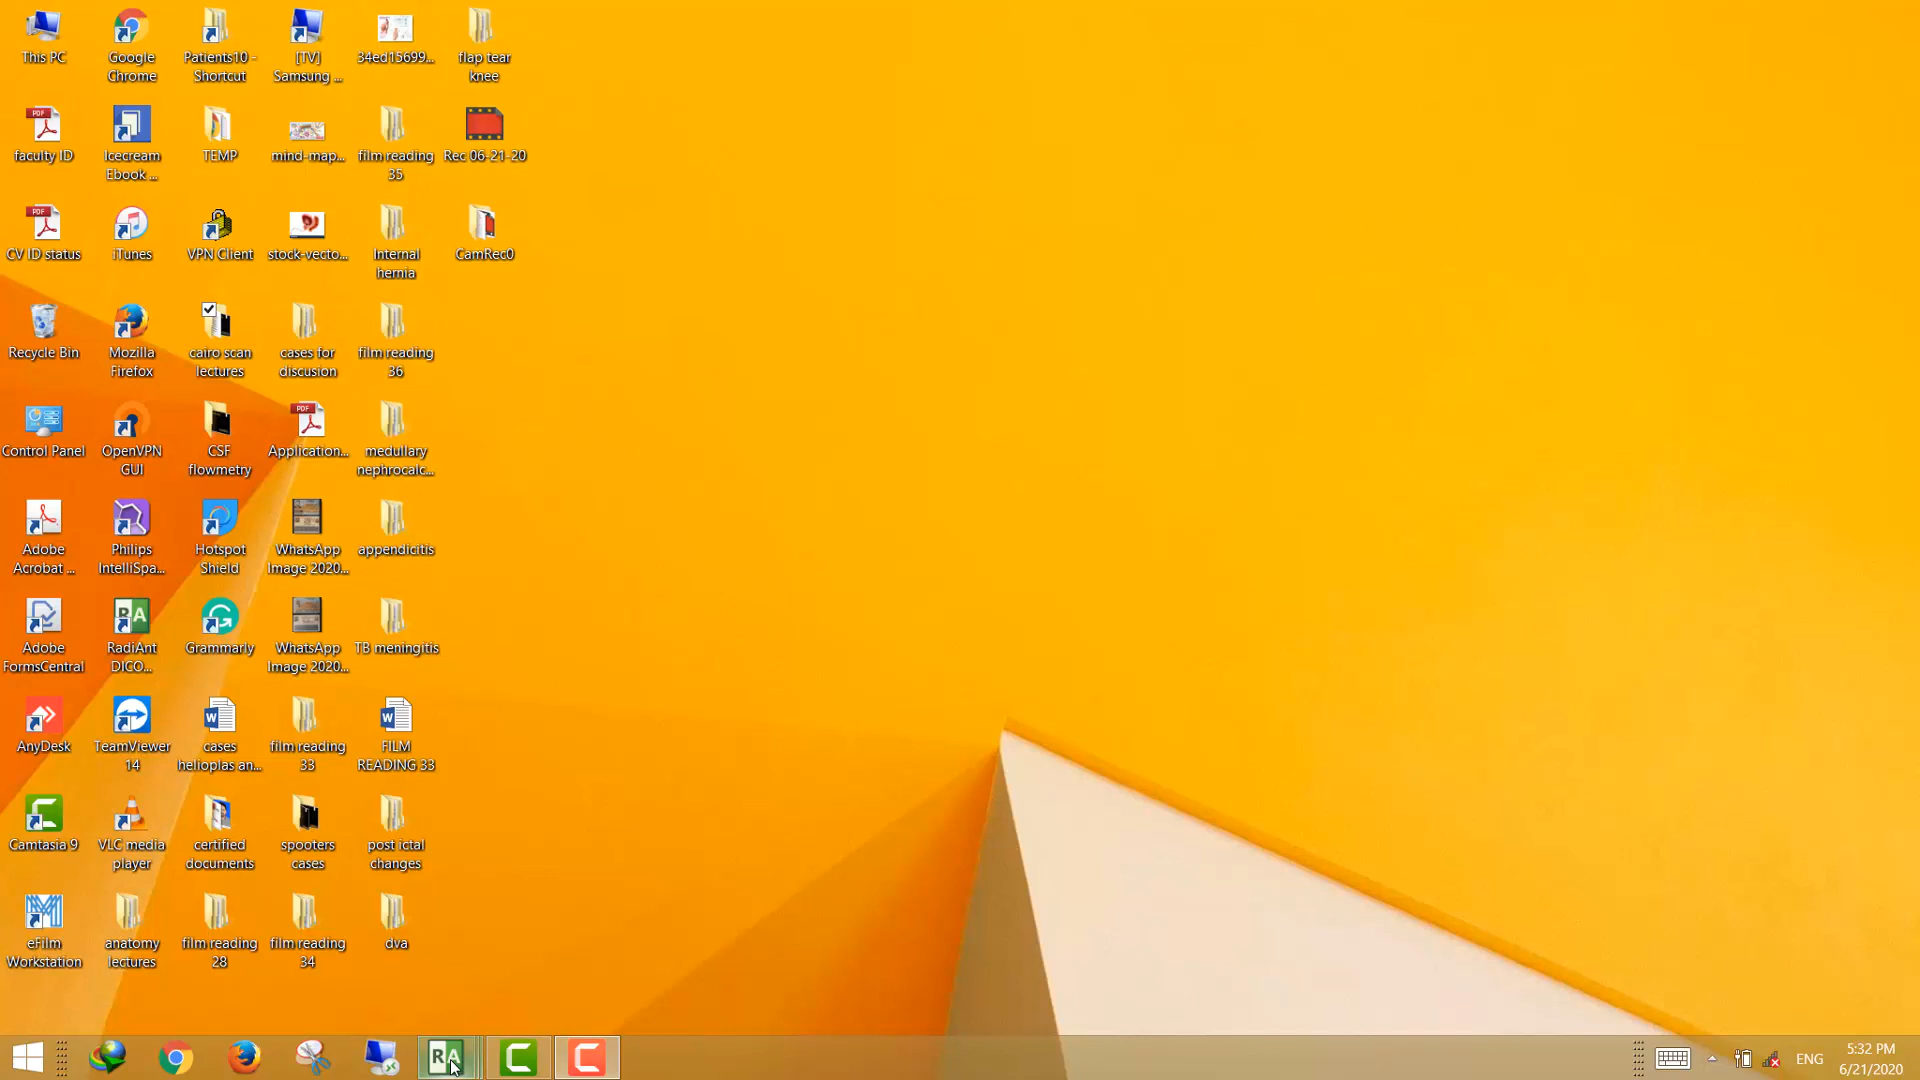 This PC
Google
Chrome
Patients10 -
Shortcut
[TV]
Samsung ...
34ed15699...
flap tear
knee
PDF
faculty ID
Icecream
Ebook ...
TEMP
mind-map...
film reading
35
Rec 06-21-20
PDF
CV ID status
iTunes
VPN Client
stock-vecto...
Internal
hernia
CamRec0
Recycle Bin
Mozilla
Firefox
cairo scan
lectures
cases for
discusion
film reading
36
Control Panel
OpenVPN
GUI
CSF
flowmetry
PDF
Application...
medullary
nephrocalc...
Adobe
Acrobat ...
Philips
IntelliSpa...
Hotspot
Shield
WhatsApp
Image 2020...
appendicitis
Adobe
FormsCentral
RA
RadiAnt
DICO...
Grammarly
WhatsApp
Image 2020...
TB meningitis
AnyDesk
TeamViewer
14
W
cases
helioplas an...
film reading
33
W
FILM
READING 33
Camtasia 9
VLC media
player
certified
documents
spooters
cases
post ictal
changes
eFilm
Workstation
anatomy
lectures
film reading
28
film reading
34
dva
RA
ENG
5:32 PM
6/21/2020